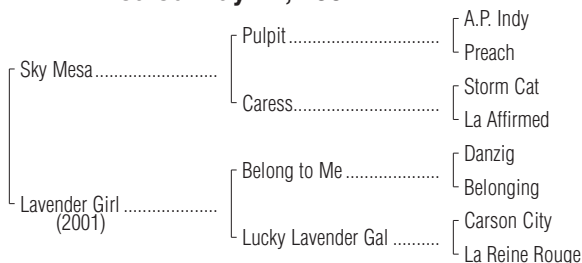 A.P. Indy
Pulpit
Preach
Sky Mesa
Storm Cat
Caress
La Affirmed
Danzig
Belong to Me
Belonging
Lavender Girl
(2001)
Carson City
Lucky Lavender Gal
La Reine Rouge